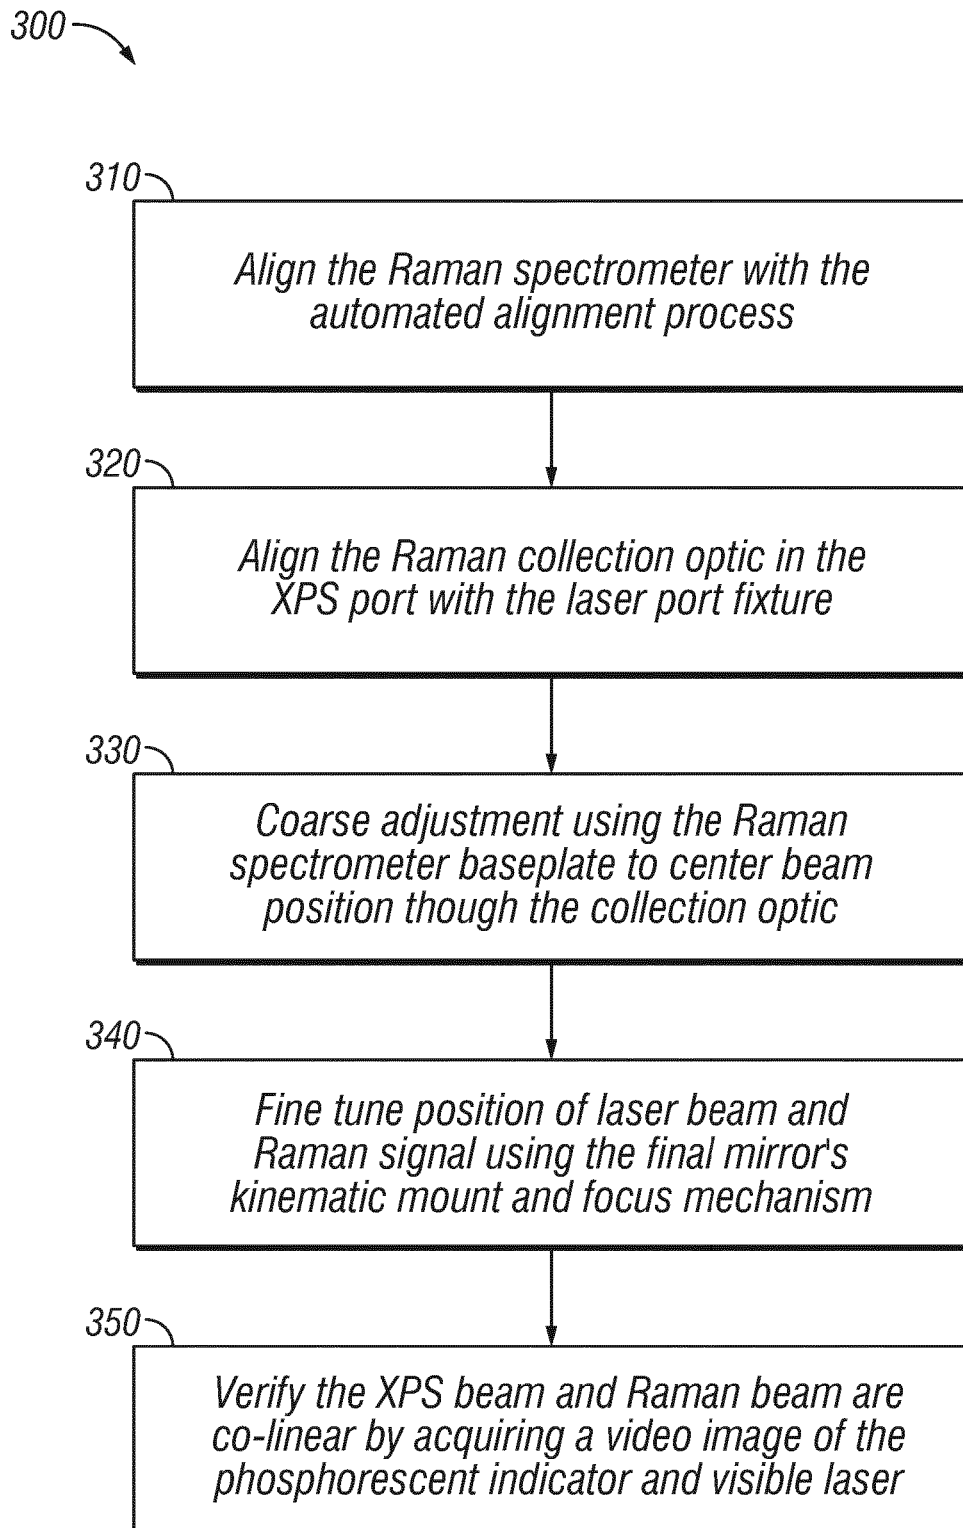 300
310
Align the Raman spectrometer with the
automated alignment process
320
Align the Raman collection optic in the
XPS port with the laser port fixture
330
Coarse adjustment using the Raman
spectrometer baseplate to center beam
position though the collection optic
340
Fine tune position of laser beam and
Raman signal using the final mirror's
kinematic mount and focus mechanism
350
Verify the XPS beam and Raman beam are
co-linear by acquiring a video image of the
phosphorescent indicator and visible laser